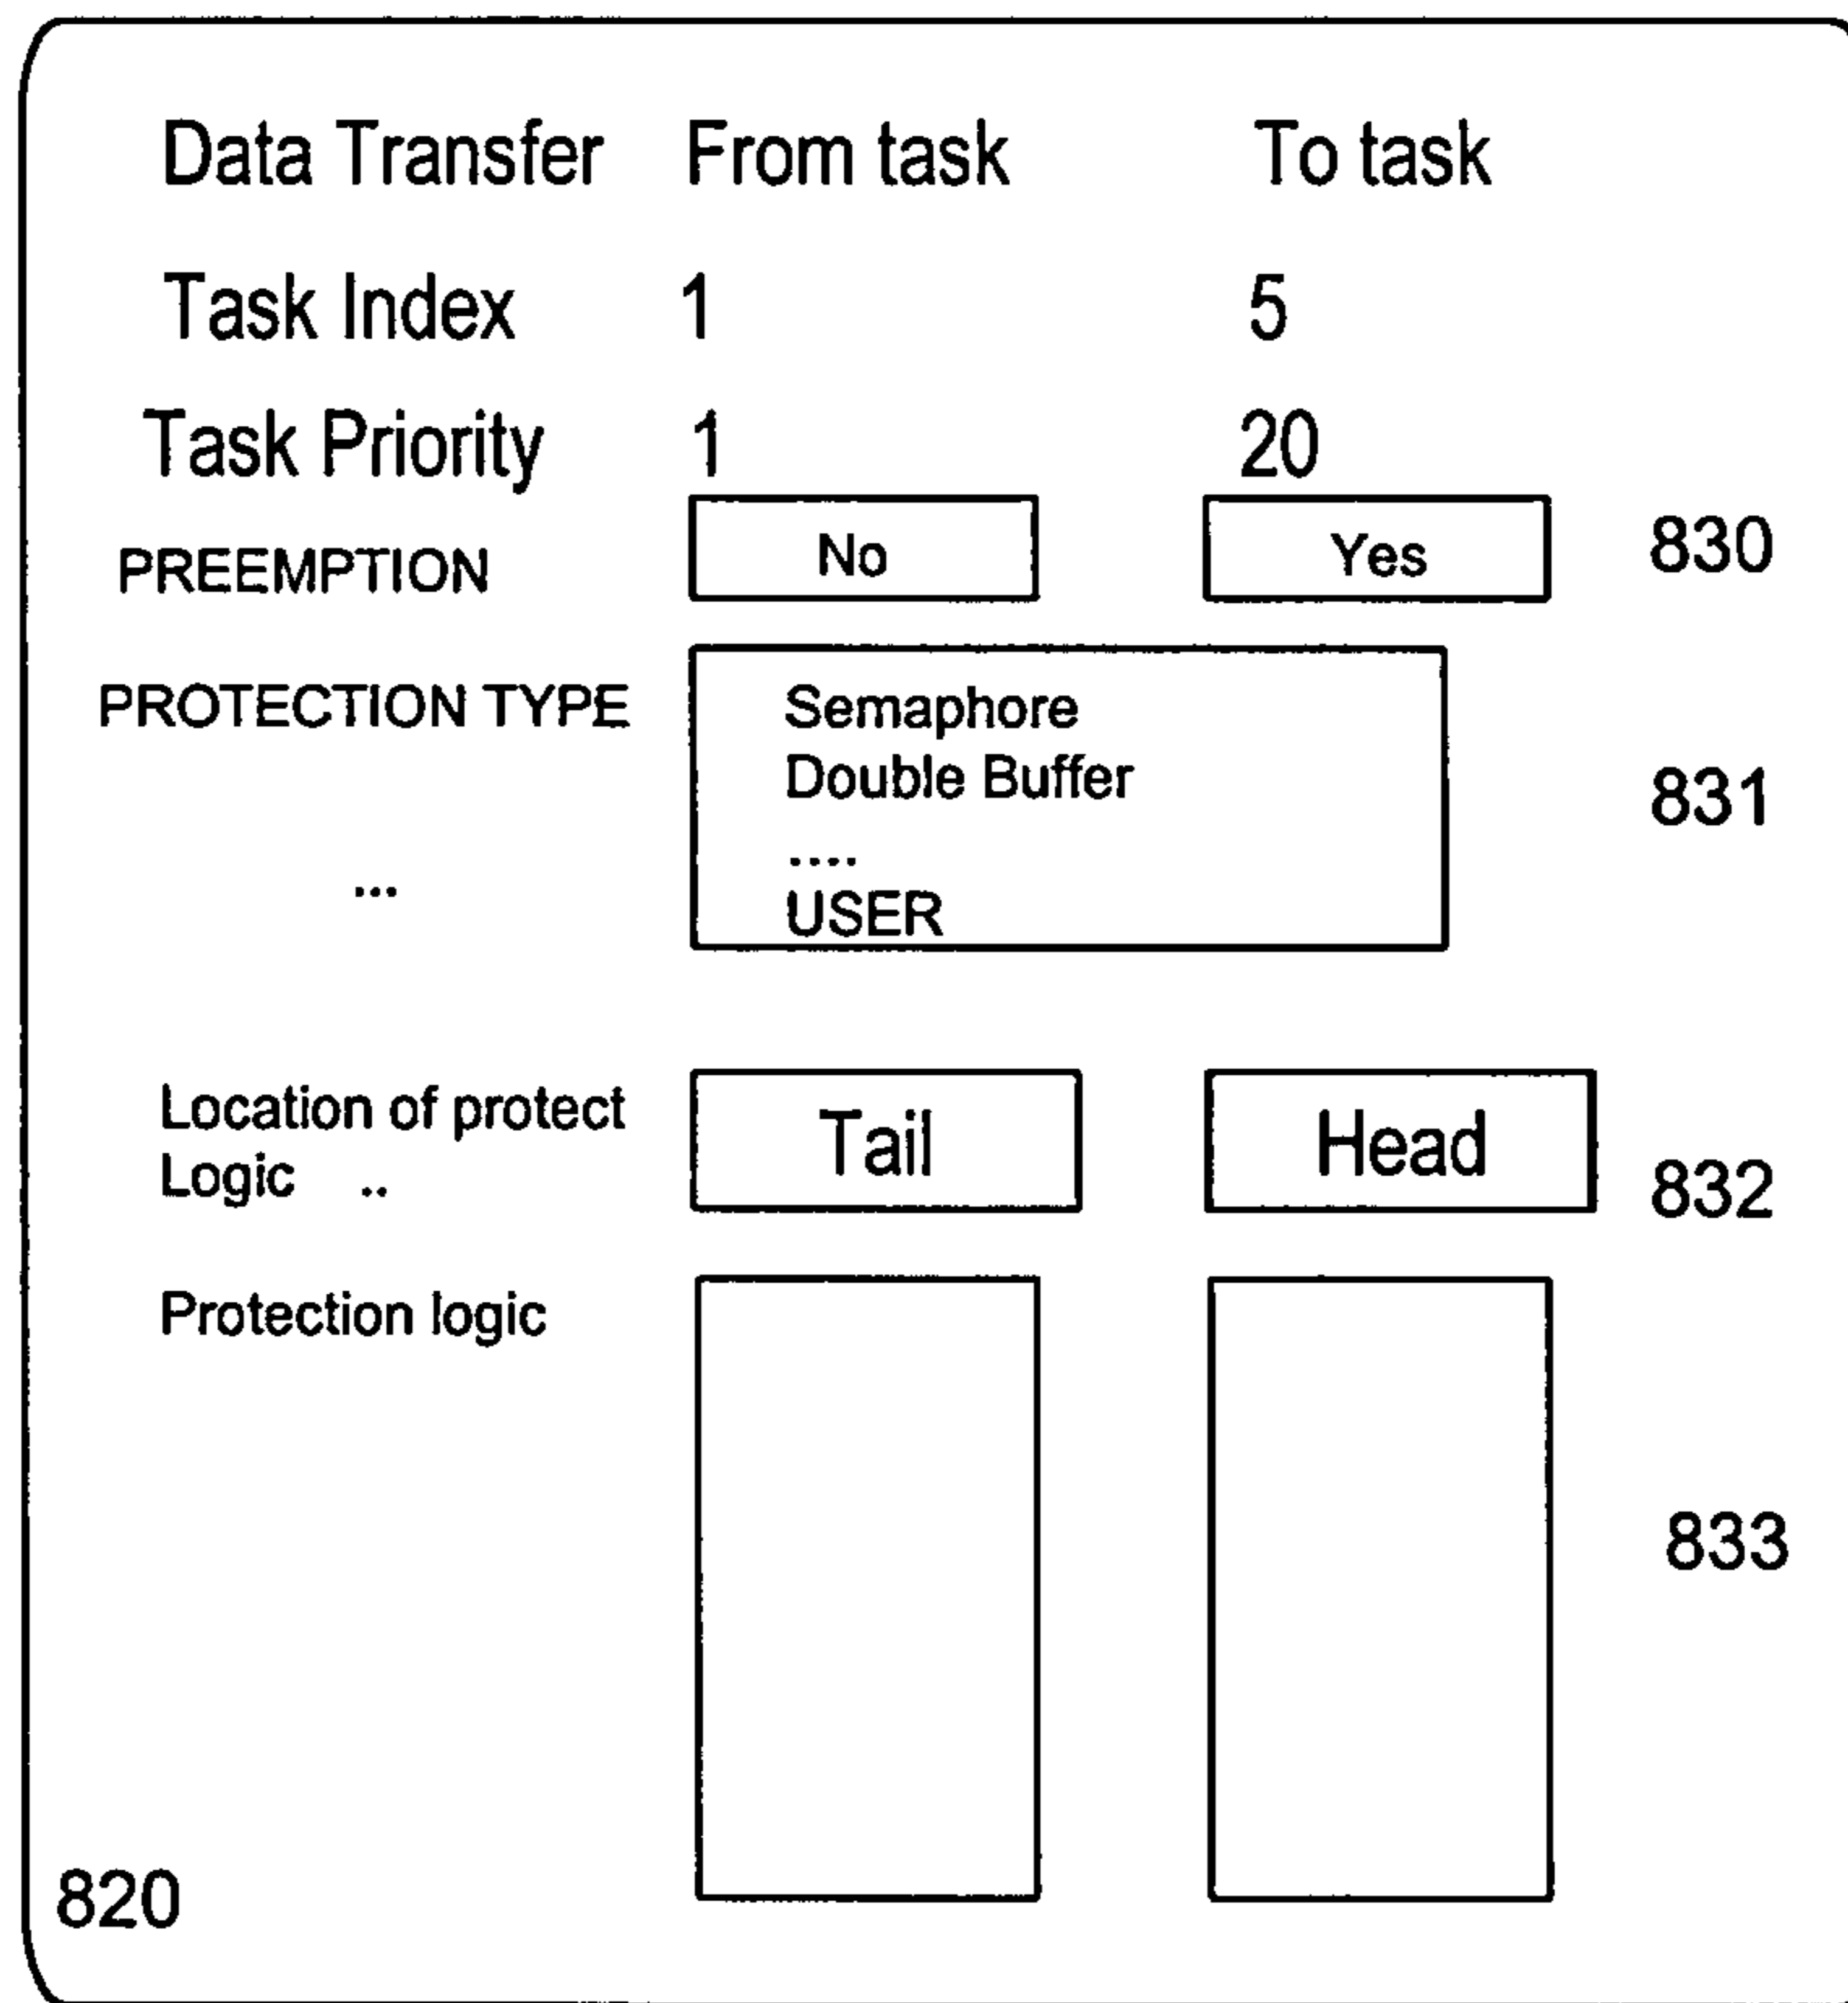 Data Transfer From task To task
Task Index 1 5
Task Priority 1 20
PREEMPTION No Yes 830
PROTECTION TYPE Semaphore
Double Buffer 831
....
... USER
Location of protect Tail Head
Logic .. 832
Protection logic
833
820